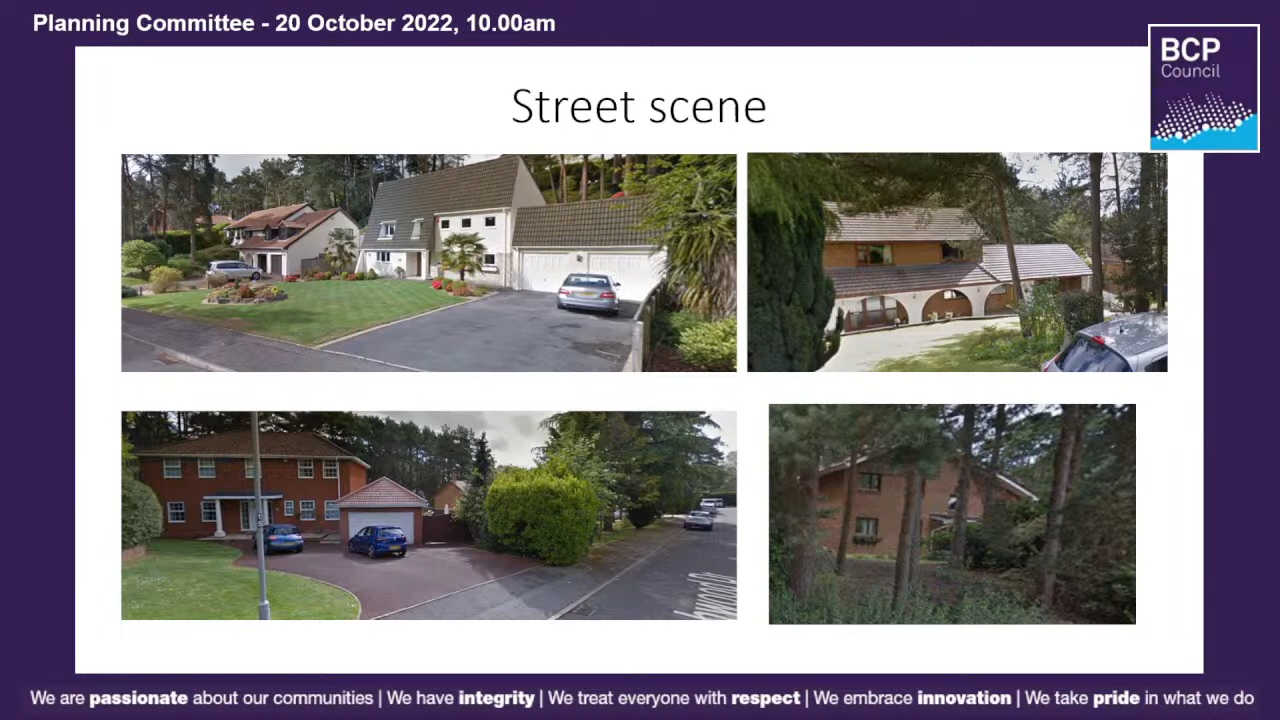 Planning Committee - 20 October 2022, 10.00am
BCP
Council
Street scene
We are passionate about our communities | We have integrity | We treat everyone with respect | We embrace innovation | We take pride in what we do